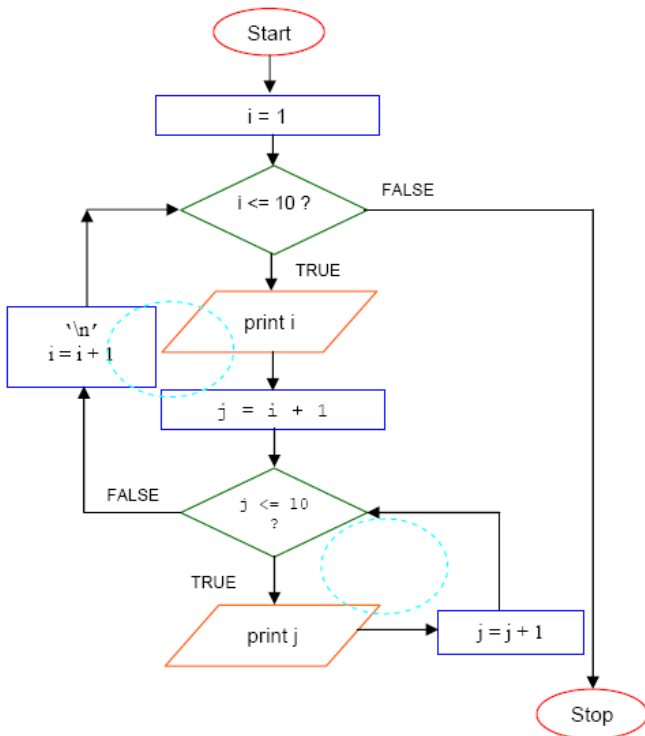 Start
i = 1
i <= 10 ?
FALSE
TRUE
print i
'\n'
i = i + 1
j = i + 1
FALSE
j <= 10
?
TRUE
print j
j = j + 1
Stop